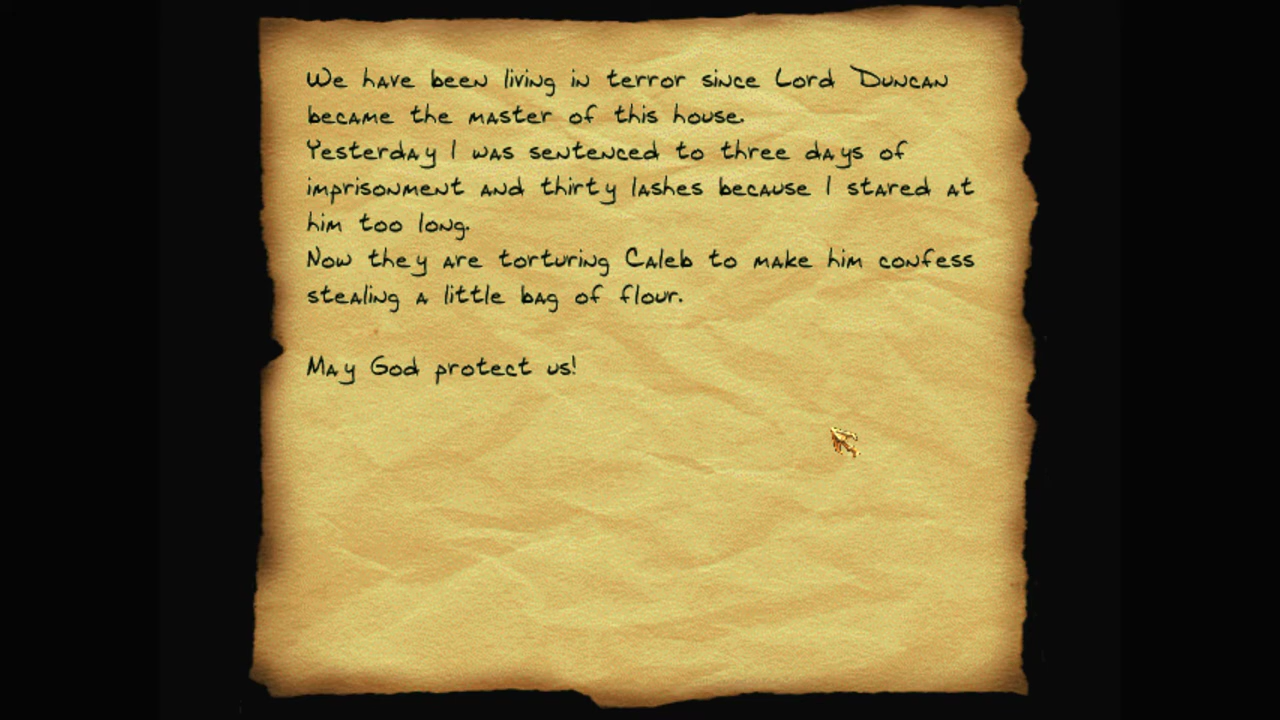 We have been living in terror since Lord Duncan
became the master of this house.
Yesterday I was sentenced to three days of
imprisonment and thirty lashes because I stared at
him too long.
Now they are torturing Caleb to make him confess
stealing a little bag of flour.
May God protect us!